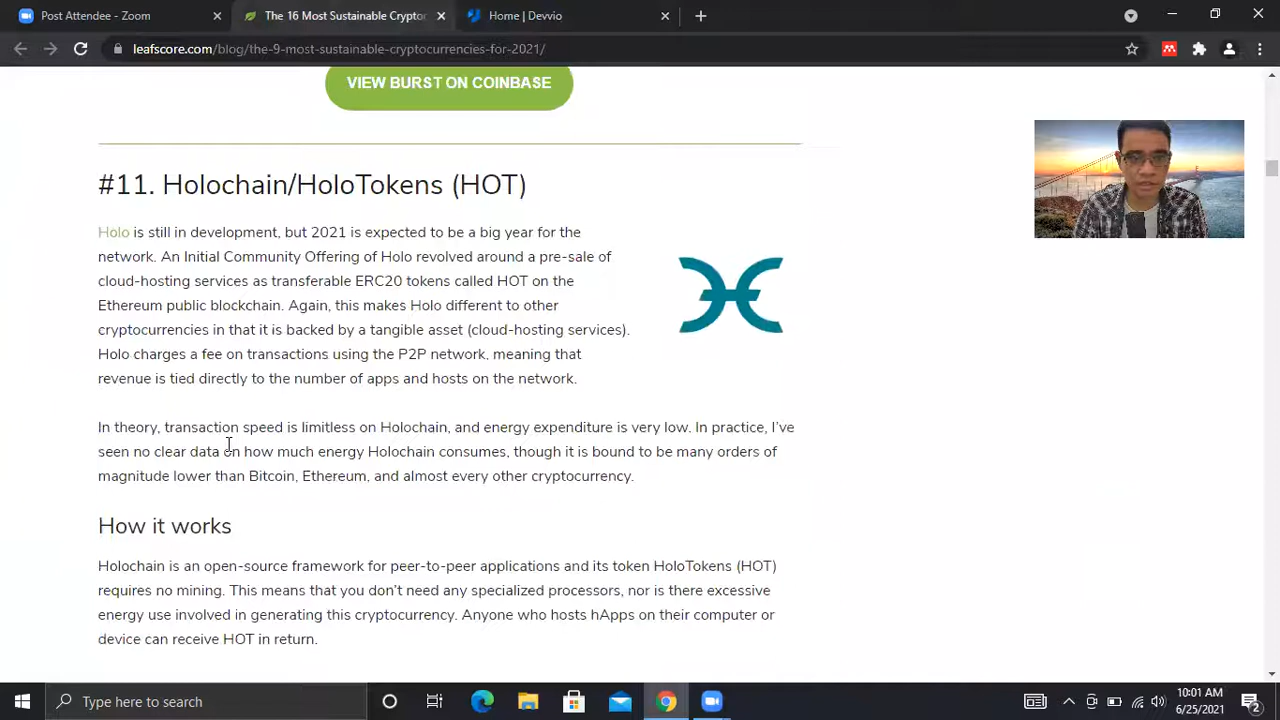 Post Attendee - Zoom
The 16 Most Sustainable Cryptor
Home | Devvio
leafscore.com/blog/the-9-most-sustainable-cryptocurrencies-for-2021/
VIEW BURST ON COINBASE
#11. Holochain/HoloTokens (HOT)
Holo is still in development, but 2021 is expected to be a big year for the
network. An Initial Community Offering of Holo revolved around a pre-sale of
cloud-hosting services as transferable ERC20 tokens called HOT on the
Ethereum public blockchain. Again, this makes Holo different to other
cryptocurrencies in that it is backed by a tangible asset (cloud-hosting services).
Holo charges a fee on transactions using the P2P network, meaning that
revenue is tied directly to the number of apps and hosts on the network.
In theory, transaction speed is limitless on Holochain, and energy expenditure is very low. In practice, I've
seen no clear data on how much energy Holochain consumes, though it is bound to be many orders of
magnitude lower than Bitcoin, Ethereum, and almost every other cryptocurrency.
How it works
Holochain is an open-source framework for peer-to-peer applications and its token HoloTokens (HOT)
requires no mining. This means that you don't need any specialized processors, nor is there excessive
energy use involved in generating this cryptocurrency. Anyone who hosts hApps on their computer or
device can receive HOT in return.
Type here to search
10:01 AM
6/25/2021
2